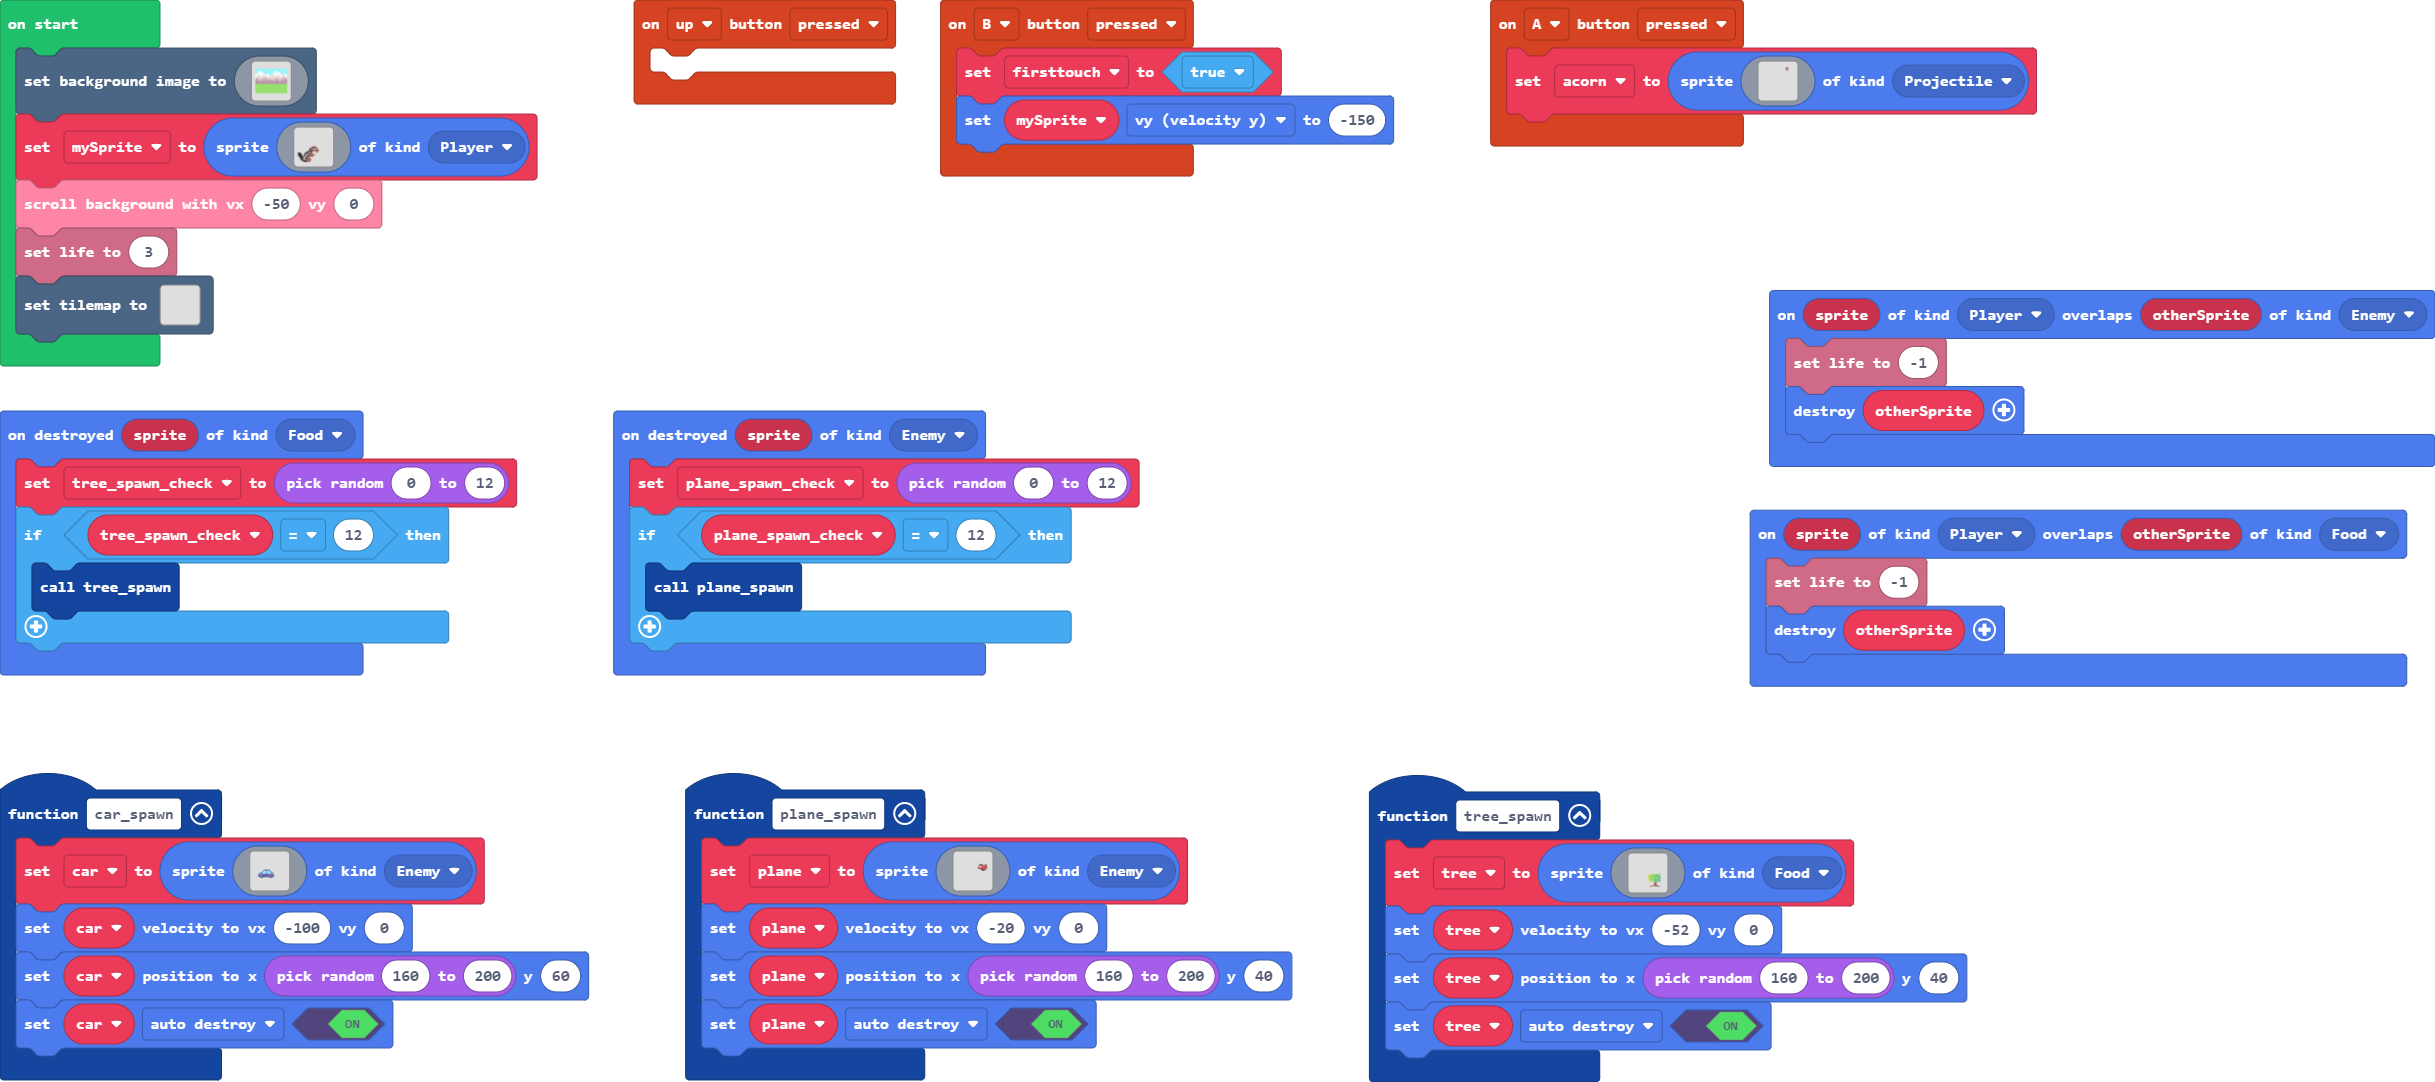 on start
set background image to
set mySprite to sprite of kind Player
scroll background with vx -50 vy 0
set life to 3
set tilemap to
on up button pressed
on B button pressed
set firsttouch to true
set mySprite vy (velocity y) to -150
on A button pressed
set acorn to sprite of kind Projectile
on sprite of kind Player overlaps otherSprite of kind Enemy
set life to -1
destroy otherSprite
on destroyed sprite of kind Food
set tree_spawn_check to pick random 0 to 12
if tree_spawn_check = 12 then
call tree_spawn
on destroyed sprite of kind Enemy
set plane_spawn_check to pick random 0 to 12
if plane_spawn_check = 12 then
call plane_spawn
on sprite of kind Player overlaps otherSprite of kind Food
set life to -1
destroy otherSprite
function car_spawn
set car to sprite of kind Enemy
set car velocity to vx -100 vy 0
set car position to x pick random 160 to 200 y 60
set car auto destroy ON
function plane_spawn
set plane to sprite of kind Enemy
set plane velocity to vx -20 vy 0
set plane position to x pick random 160 to 200 y 40
set plane auto destroy ON
function tree_spawn
set tree to sprite of kind Food
set tree velocity to vx -52 vy 0
set tree position to x pick random 160 to 200 y 40
set tree auto destroy ON